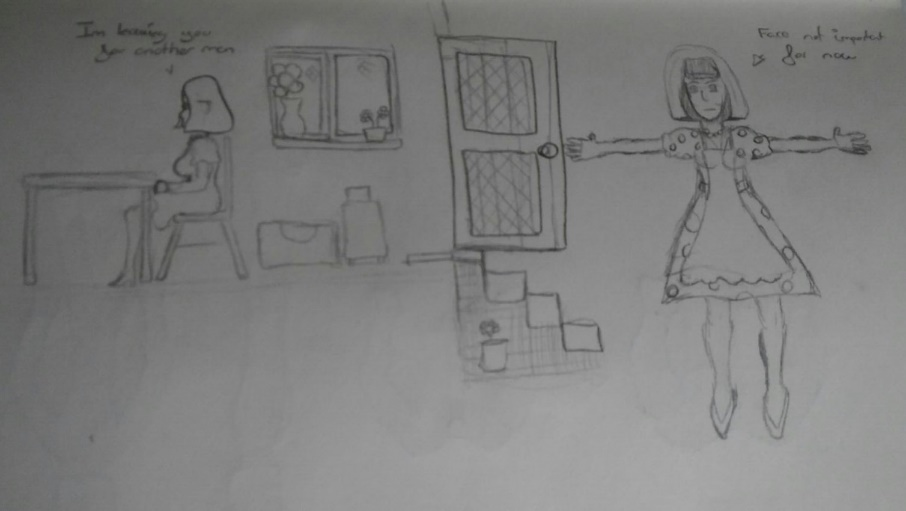 I'm leaving you
for another man
Face not important
for now